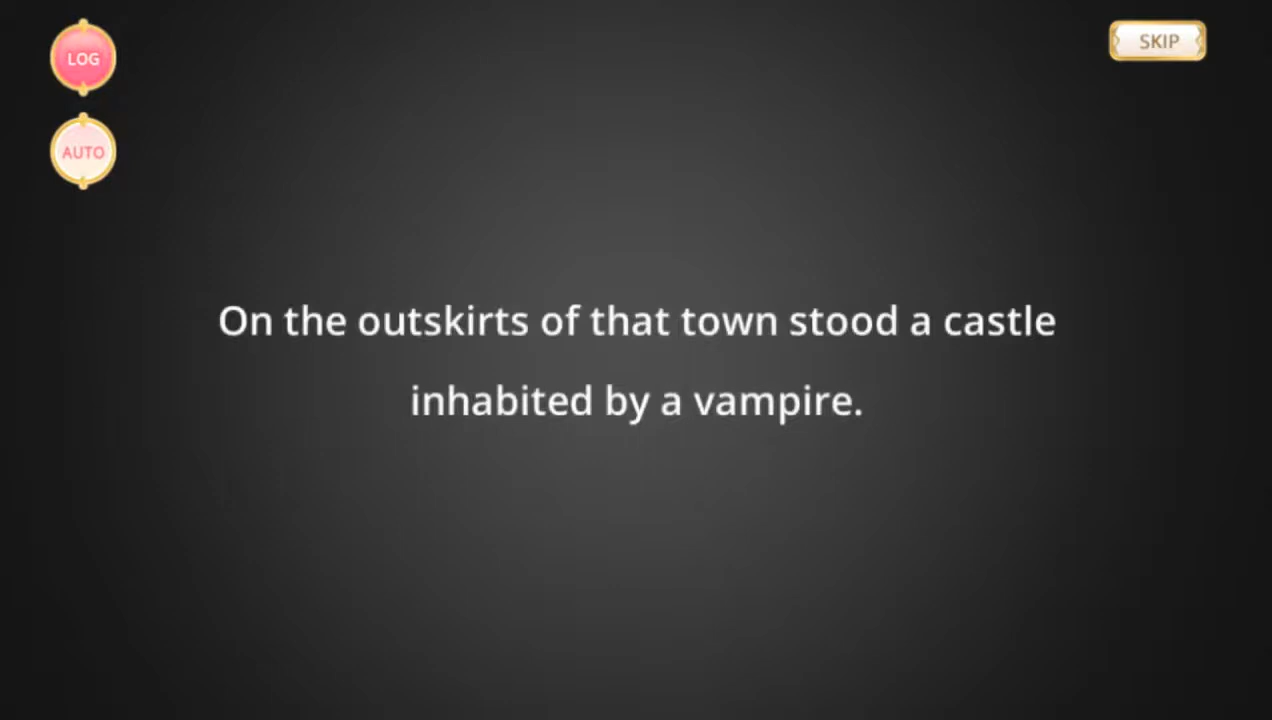 LOG
SKIP
AUTO
On the outskirts of that town stood a castle
inhabited by a vampire.